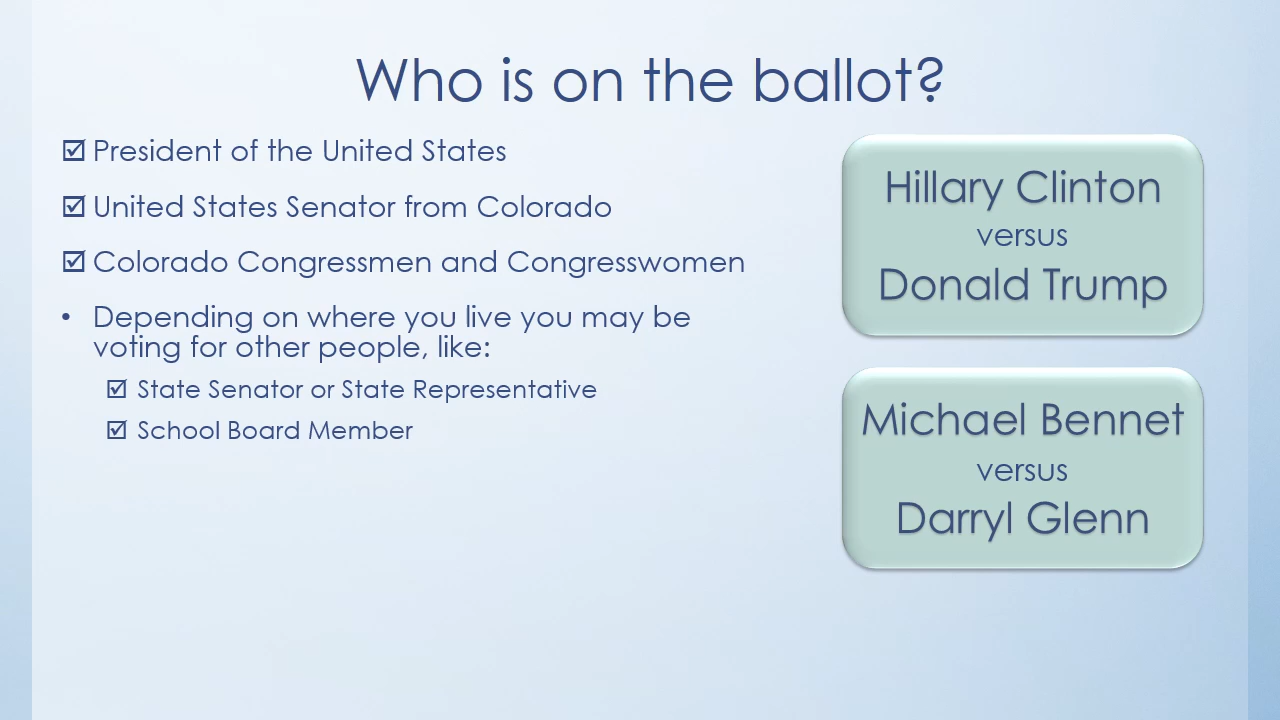 Who is on the ballot?
☑ President of the United States
☑ United States Senator from Colorado
☑ Colorado Congressmen and Congresswomen
• Depending on where you live you may be
voting for other people, like:
☑ State Senator or State Representative
☑ School Board Member
Hillary Clinton
versus
Donald Trump
Michael Bennet
versus
Darryl Glenn